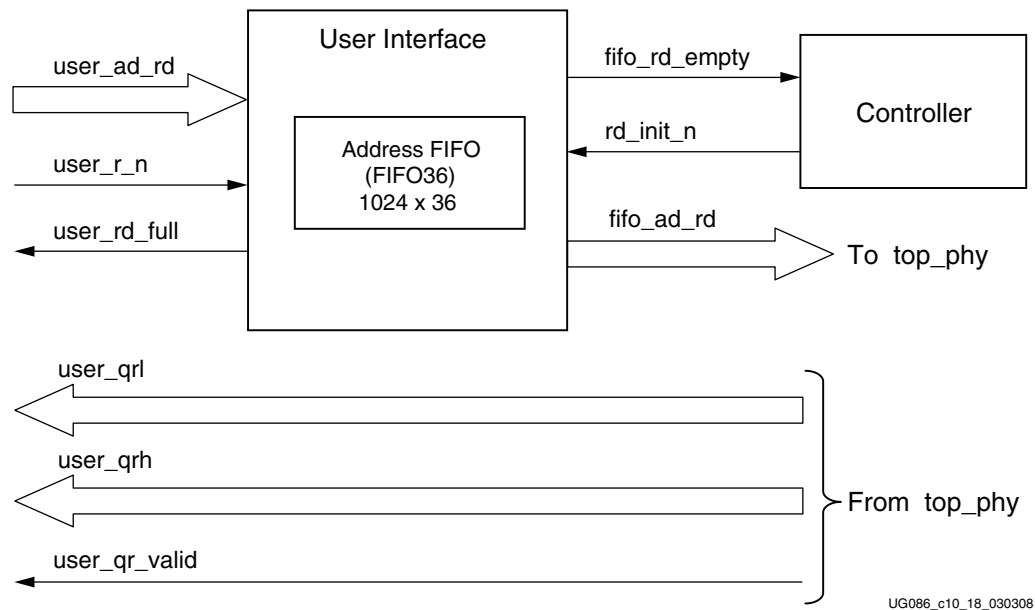 User Interface
user_ad_rd
fifo_rd_empty
Controller
rd_init_n
Address FIFO
(FIFO36)
1024 x 36
user_r_n
user_rd_full
fifo_ad_rd
To top_phy
user_qrl
user_qrh
From top_phy
user_qr_valid
UG086_c10_18_030308